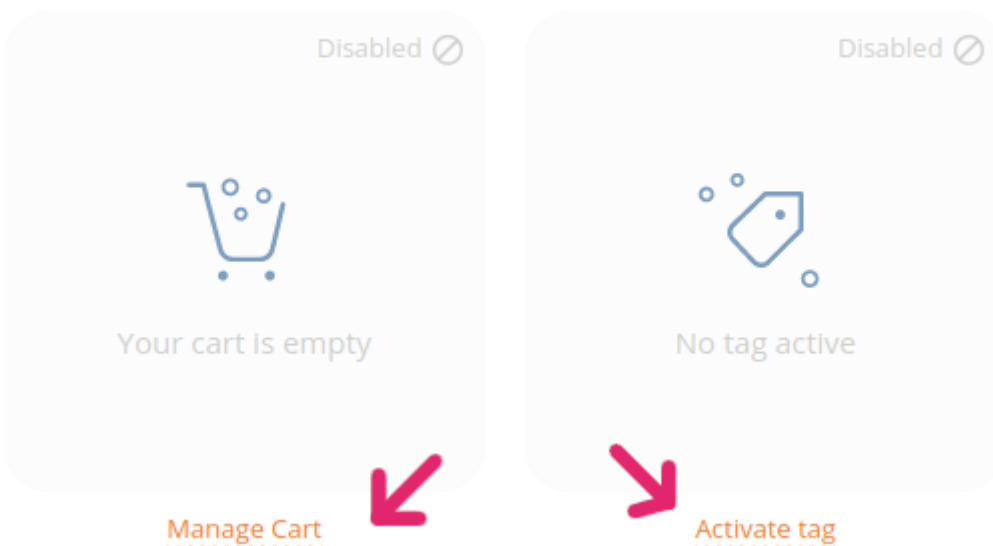 Disabled
Disabled
Your cart is empty
No tag active
Manage Cart
Activate tag